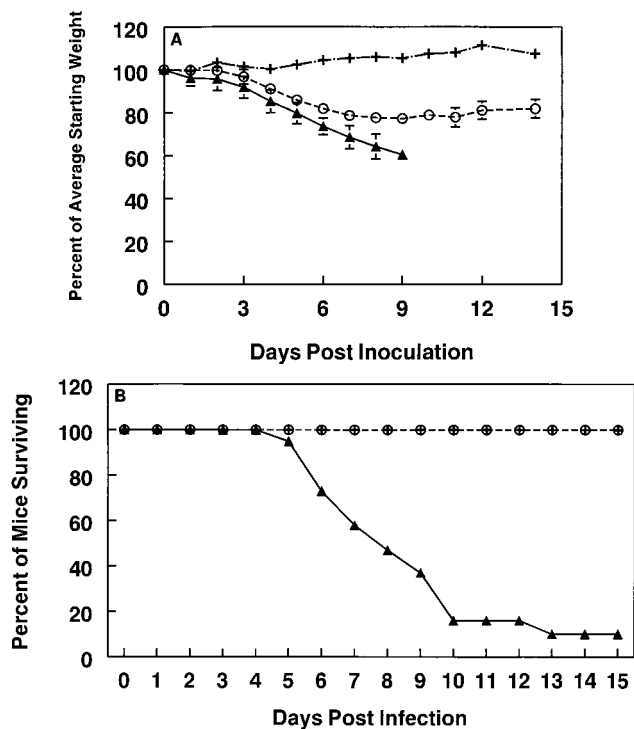 A
Percent of Average Starting Weight
120
100
80
60
40
20
0
0 3 6 9 12 15
Days Post Inoculation
B
Percent of Mice Surviving
120
100
80
60
40
20
0
0 1 2 3 4 5 6 7 8 9 10 11 12 13 14 15
Days Post Infection